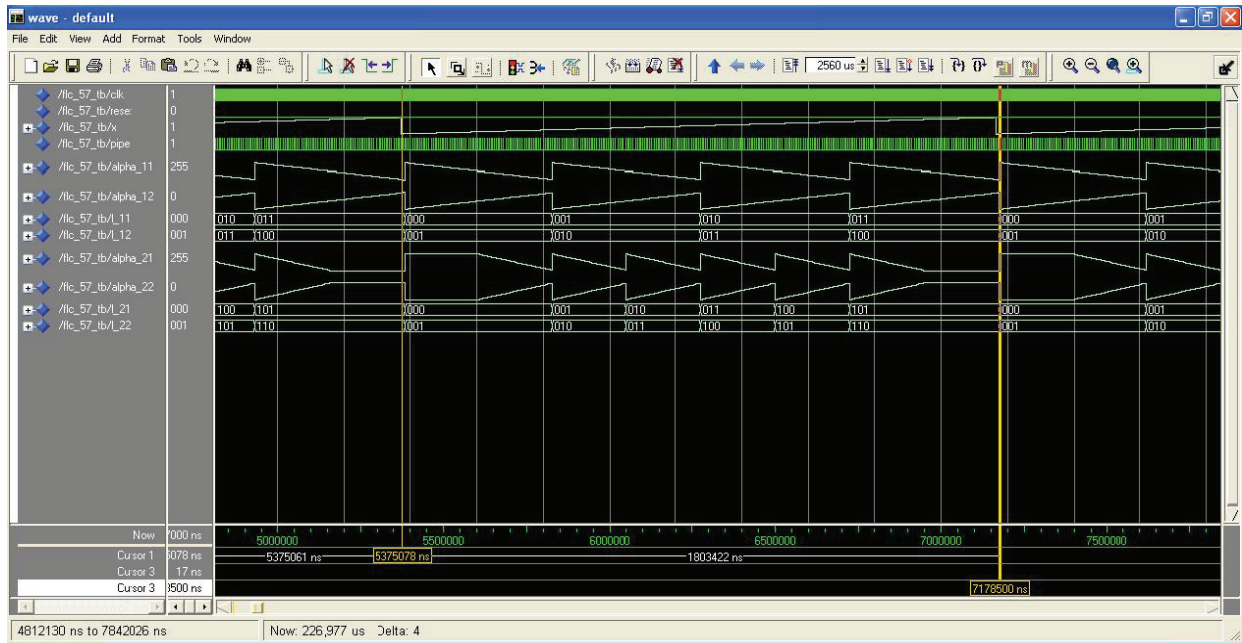 wave - default
File Edit View Add Format Tools Window
2560 us
/flc_57_tb/clk 1
/flc_57_tb/rese: 0
/flc_57_tb/x 1
/flc_57_tb/pipe 1
/flc_57_tb/alpha_11 255
/flc_57_tb/alpha_12 0
/flc_57_tb/l_11 000 010 011 000 001 010 011 000 001
/flc_57_tb/l_12 001 011 100 001 010 011 100 001 010
/flc_57_tb/alpha_21 255
/flc_57_tb/alpha_22 0
/flc_57_tb/l_21 000 100 101 000 001 010 011 100 101 000 001
/flc_57_tb/l_22 001 101 110 001 010 011 100 101 110 001 010
Now 000 ns 5000000 5500000 6000000 6500000 7000000 7500000
Cursor 1 078 ns 5375061 ns 5375078 ns 1803422 ns
Cursor 3 17 ns
Cursor 3 500 ns 7178500 ns
4812130 ns to 7842026 ns Now: 226,977 us Delta: 4